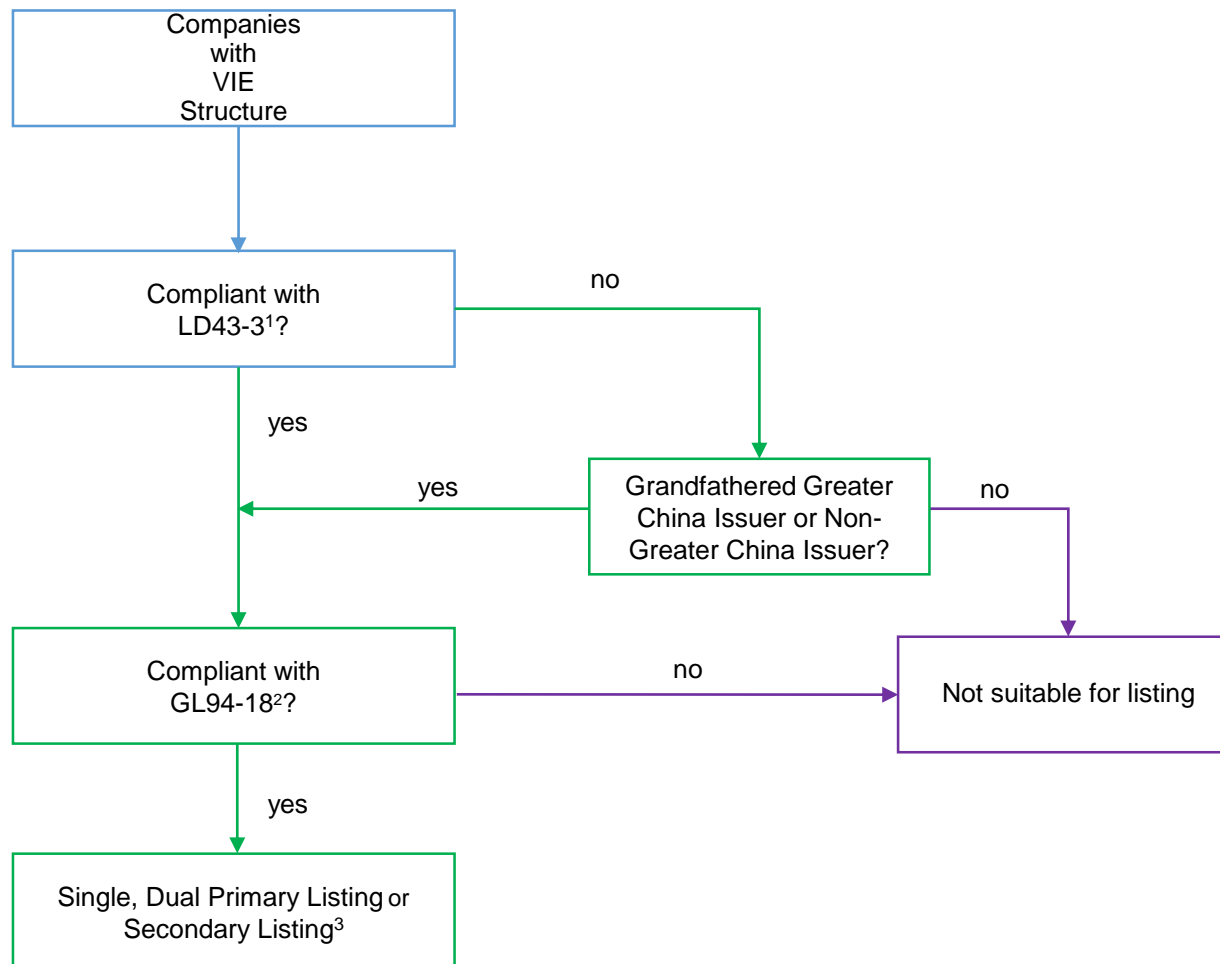 Companies
with
VIE
Structure
Compliant with
LD43-3¹?
no
yes
yes
Grandfathered Greater
China Issuer or Non-
Greater China Issuer?
no
Compliant with
GL94-18²?
no
Not suitable for listing
yes
Single, Dual Primary Listing or
Secondary Listing³